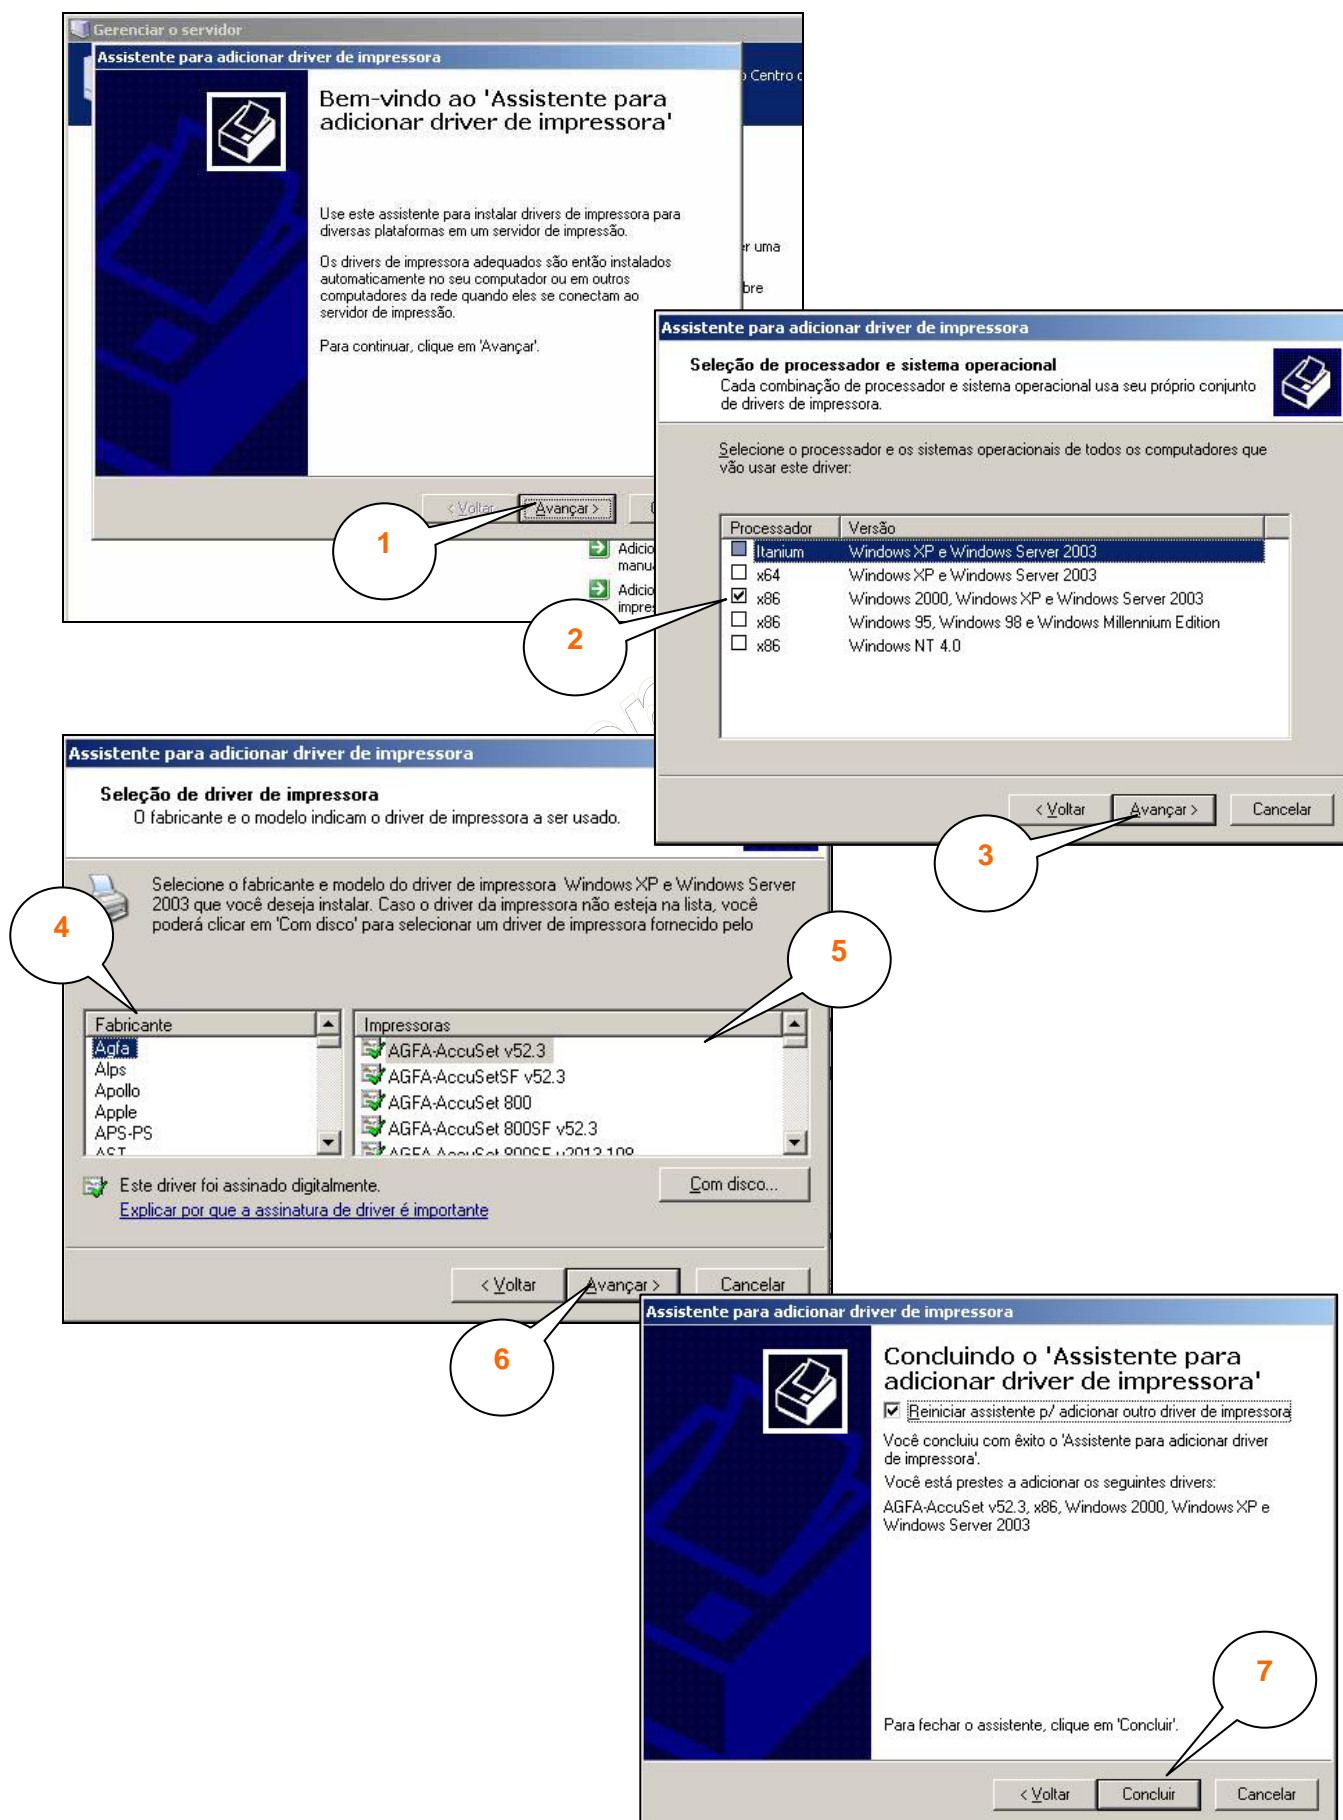 Gerenciar o servidor
Assistente para adicionar driver de impressora
Centro
Bem-vindo ao 'Assistente para
adicionar driver de impressora'
Use este assistente para instalar drivers de impressora para
diversas plataformas em um servidor de impressão.
uma
Os drivers de impressora adequados são então instalados
automaticamente no seu computador ou em outros
computadores da rede quando eles se conectam ao
servidor de impressão.
Para continuar, clique em 'Avançar'.
< Voltar
Avançar >
1
Adicio
manu
Adicio
impres
Assistente para adicionar driver de impressora
Seleção de processador e sistema operacional
Cada combinação de processador e sistema operacional usa seu próprio conjunto
de drivers de impressora.
Selecione o processador e os sistemas operacionais de todos os computadores que
vão usar este driver:
Processador Versão
Itanium Windows XP e Windows Server 2003
x64 Windows XP e Windows Server 2003
x86 Windows 2000, Windows XP e Windows Server 2003
x86 Windows 95, Windows 98 e Windows Millennium Edition
x86 Windows NT 4.0
2
< Voltar Avançar > Cancelar
3
Assistente para adicionar driver de impressora
Seleção de driver de impressora
O fabricante e o modelo indicam o driver de impressora a ser usado.
Selecione o fabricante e modelo do driver de impressora Windows XP e Windows Server
2003 que você deseja instalar. Caso o driver da impressora não esteja na lista, você
poderá clicar em 'Com disco' para selecionar um driver de impressora fornecido pelo
4
5
Fabricante Impressoras
Agfa AGFA-AccuSet v52.3
Alps AGFA-AccuSetSF v52.3
Apollo AGFA-AccuSet 800
Apple AGFA-AccuSet 800SF v52.3
APS-PS AGFA-AccuSet 800SF v2013.108
AST
Este driver foi assinado digitalmente. Com disco...
Explicar por que a assinatura de driver é importante
< Voltar Avançar > Cancelar
6
Assistente para adicionar driver de impressora
Concluindo o 'Assistente para
adicionar driver de impressora'
Reiniciar assistente p/ adicionar outro driver de impressora
Você concluiu com êxito o 'Assistente para adicionar driver
de impressora'.
Você está prestes a adicionar os seguintes drivers:
AGFA-AccuSet v52.3, x86, Windows 2000, Windows XP e
Windows Server 2003
7
Para fechar o assistente, clique em 'Concluir'.
< Voltar Concluir Cancelar